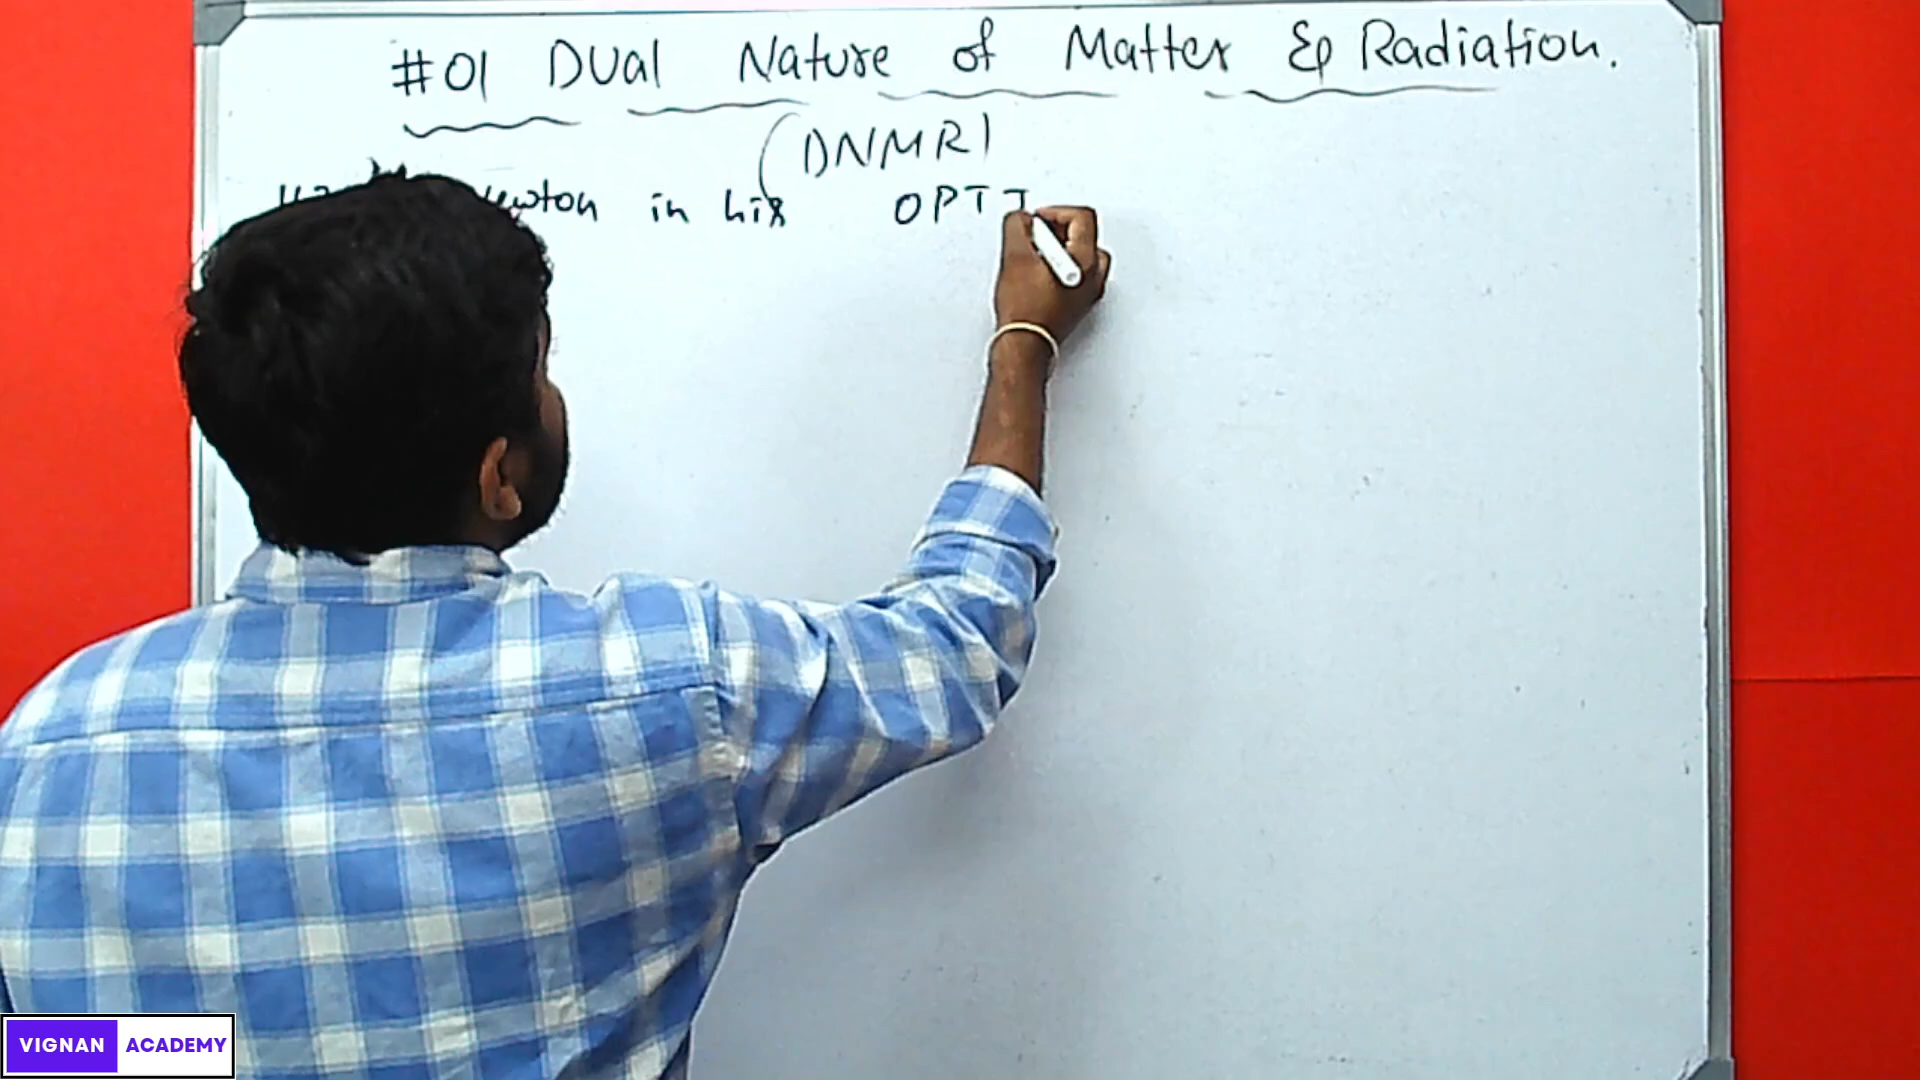 #01 Dual Nature of Matter & Radiation.
(DNMR)
in his OPTI
VIGNAN ACADEMY